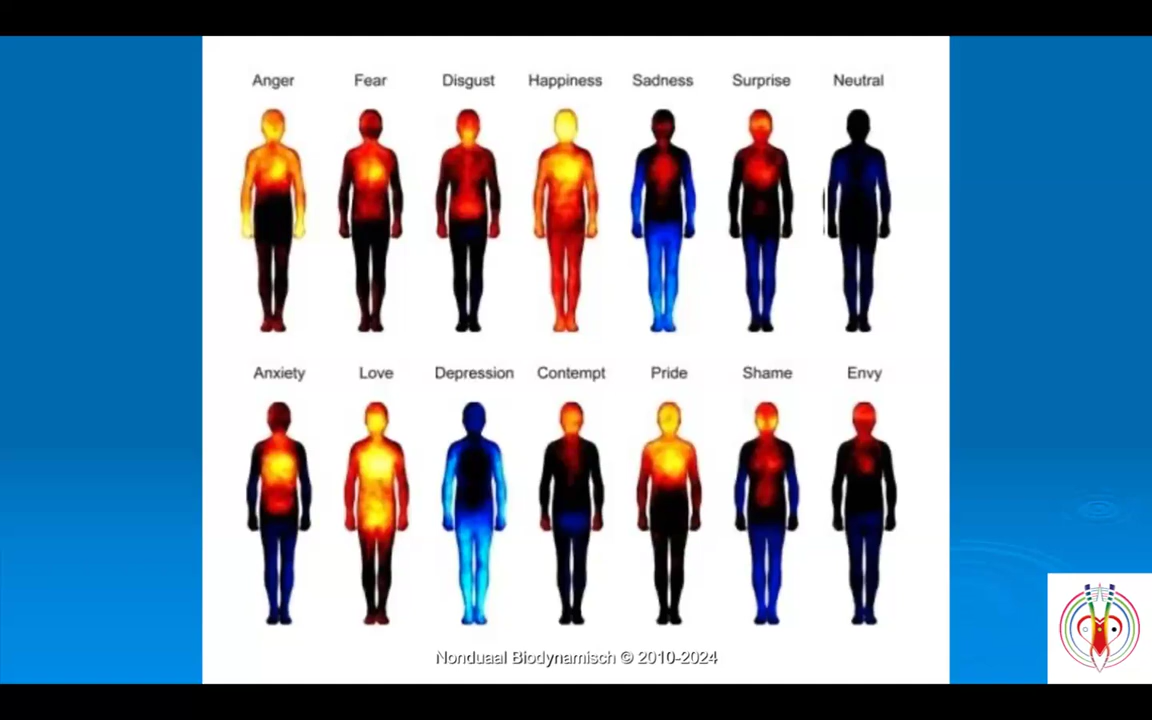 Anger Fear Disgust Happiness Sadness Surprise Neutral
Anxiety Love Depression Contempt Pride Shame Envy
Nonduaal Biodynamisch © 2010-2024